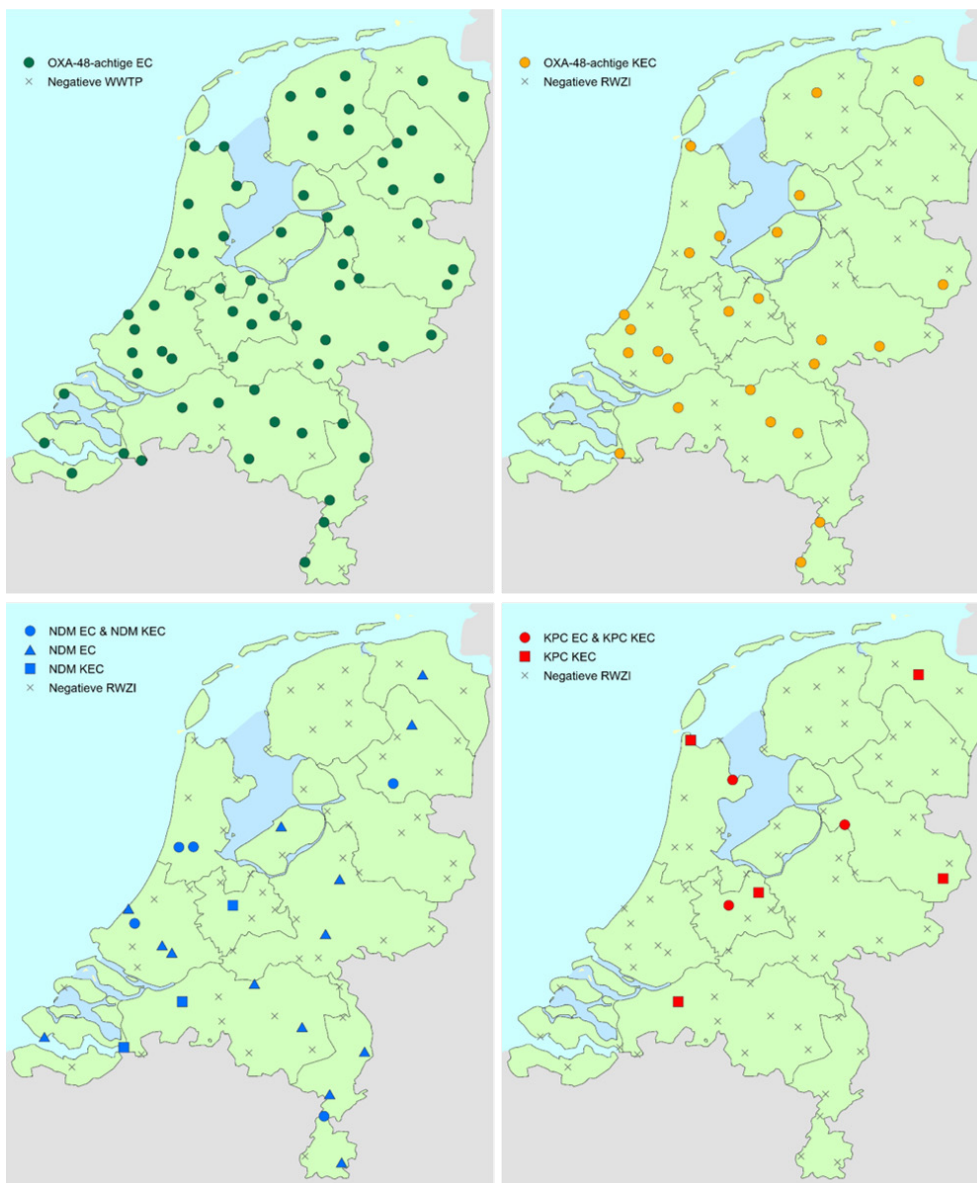 OXA-48-achtige EC
Negatieve WWTP
OXA-48-achtige KEC
Negatieve RWZI
NDM EC & NDM KEC
NDM EC
NDM KEC
Negatieve RWZI
KPC EC & KPC KEC
KPC KEC
Negatieve RWZI